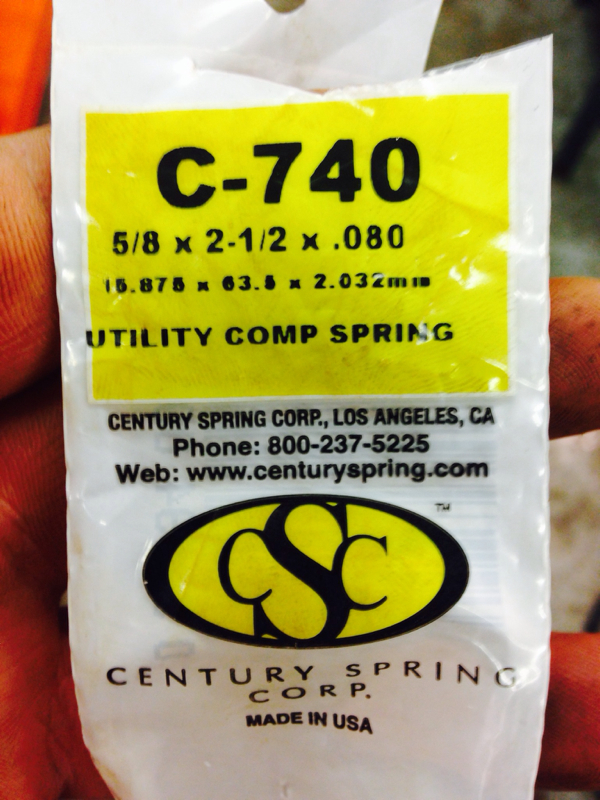 C-740
5/8 x 2-1/2 x .080
15.875 x 63.5 x 2.032mm
UTILITY COMP SPRING
CENTURY SPRING CORP., LOS ANGELES, CA
Phone: 800-237-5225
Web: www.centuryspring.com
CSC
TM
CENTURY SPRING
CORP.
MADE IN USA